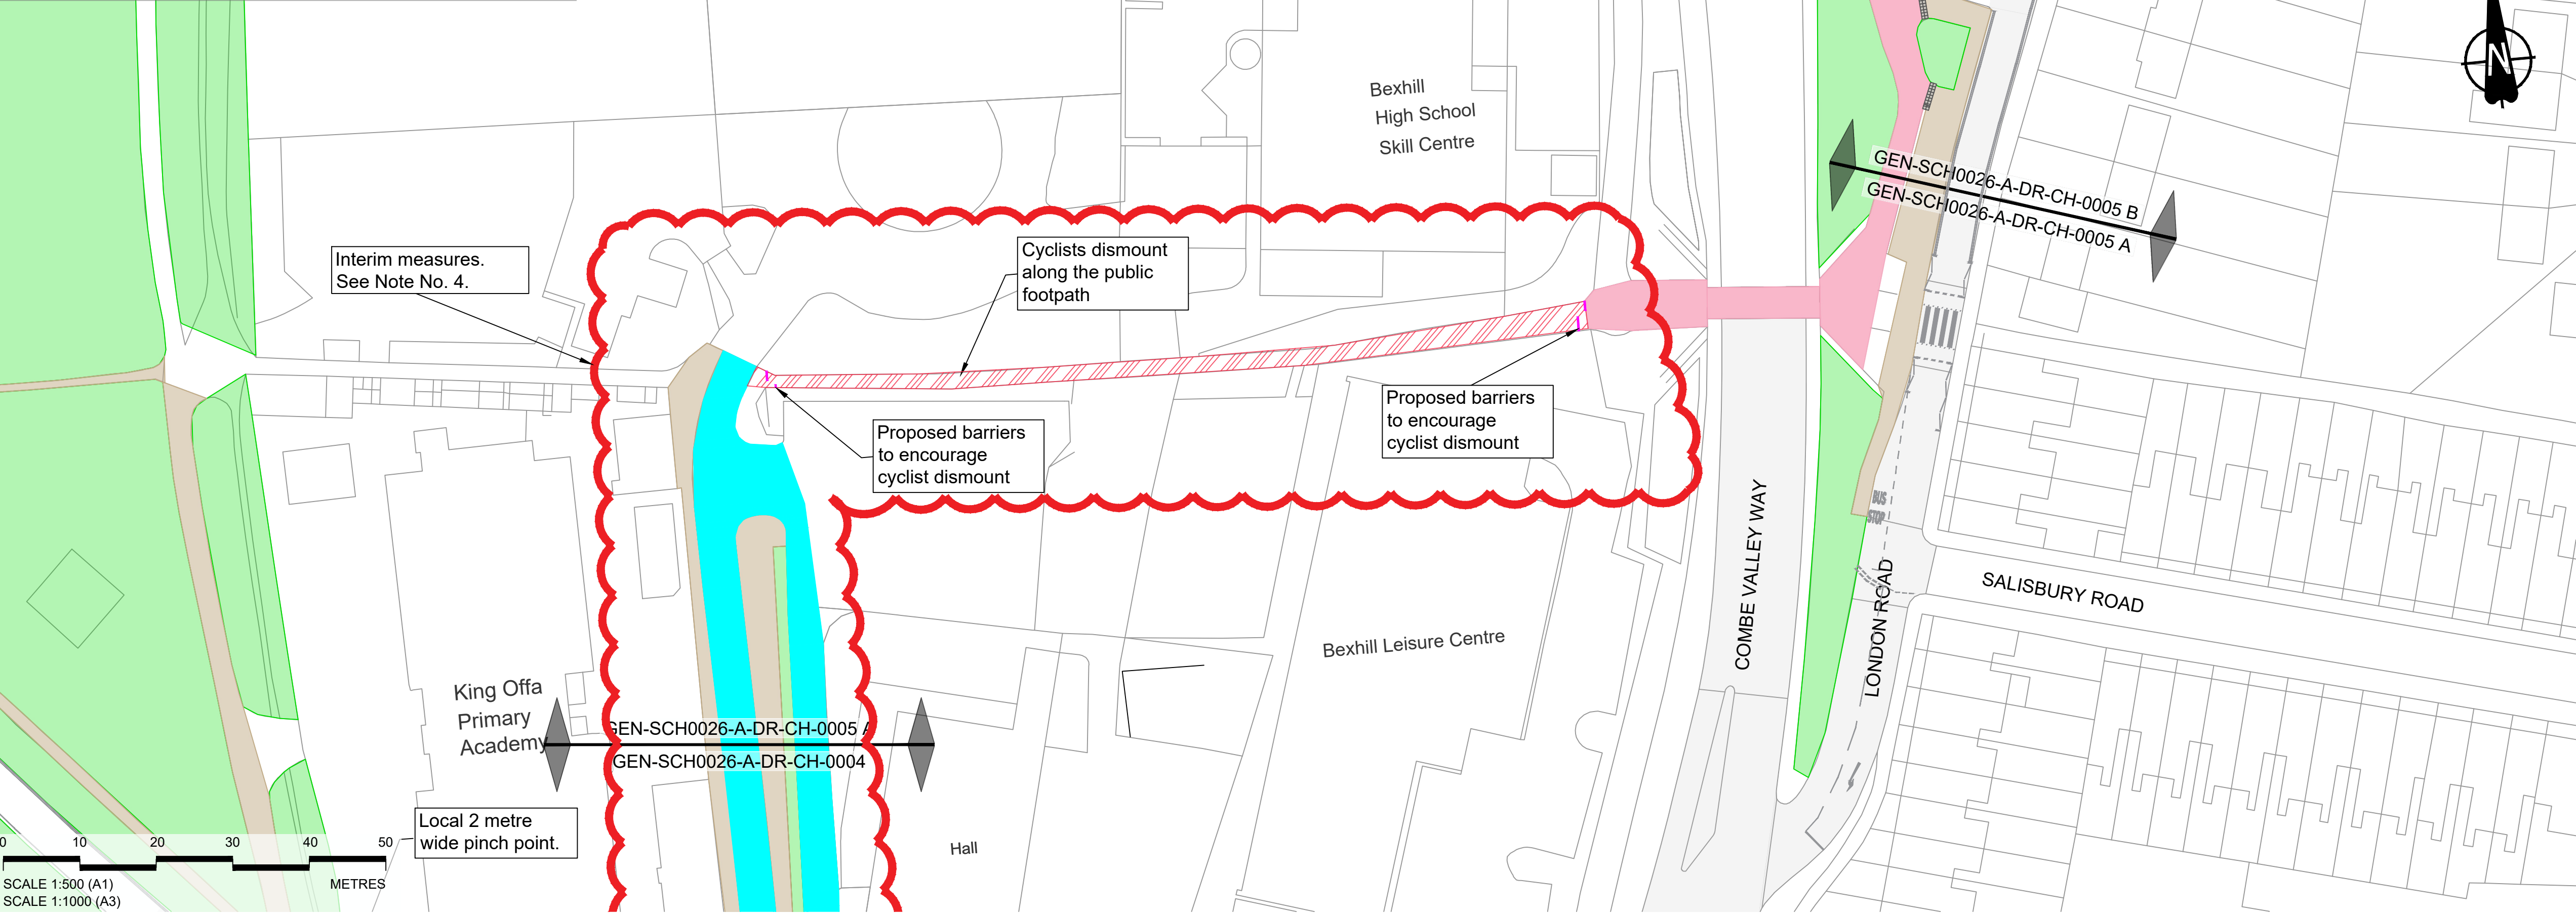 Bexhill
High School
Skill Centre
N
GEN-SCH0026-A-DR-CH-0005 B
GEN-SCH0026-A-DR-CH-0005 A
Interim measures.
See Note No. 4.
Cyclists dismount
along the public
footpath
Proposed barriers
to encourage
cyclist dismount
Proposed barriers
to encourage
cyclist dismount
BUS
STOP
COMBE VALLEY WAY
LONDON ROAD
SALISBURY ROAD
Bexhill Leisure Centre
King Offa
Primary
Academy
GEN-SCH0026-A-DR-CH-0005 A
GEN-SCH0026-A-DR-CH-0004
Local 2 metre
wide pinch point.
Hall
0 10 20 30 40 50
SCALE 1:500 (A1) METRES
SCALE 1:1000 (A3)